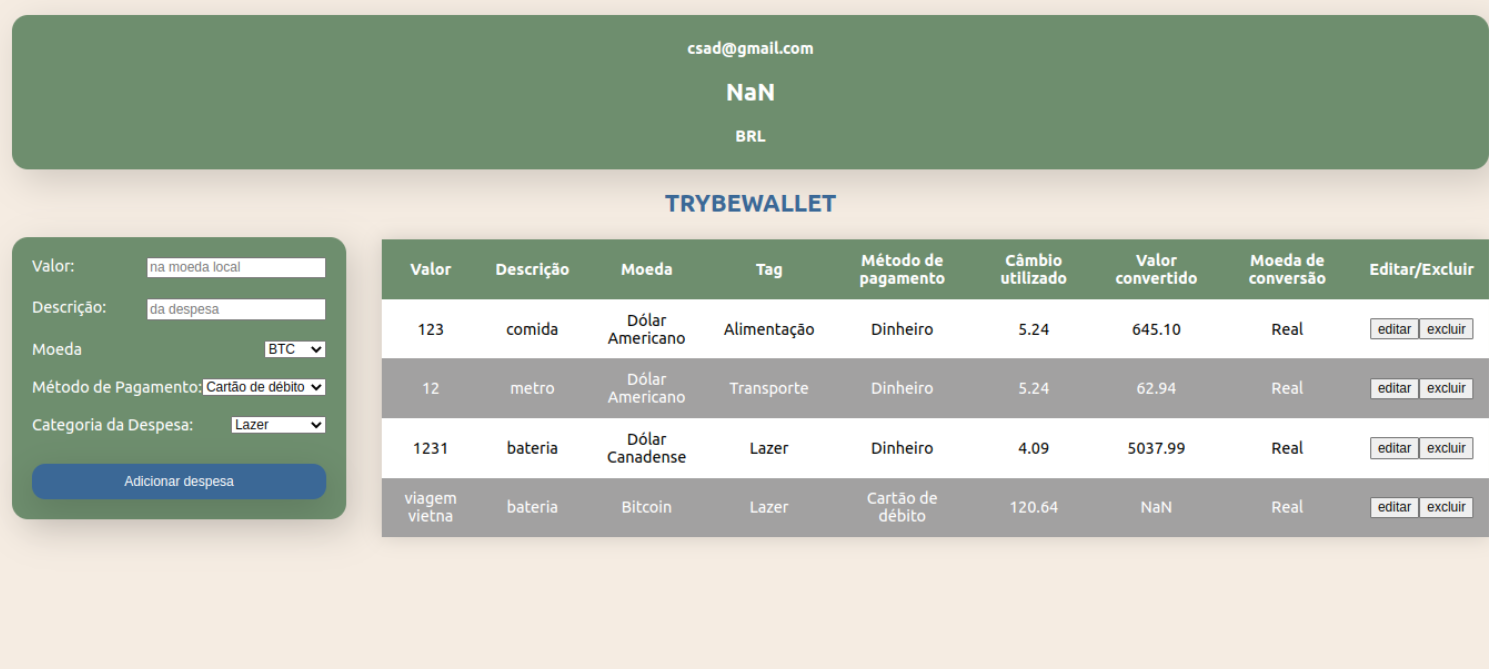 csad@gmail.com
NaN
BRL
TRYBEWALLET
Valor: na moeda local
Descrição: da despesa
Moeda BTC
Método de Pagamento: Cartão de débito
Categoria da Despesa: Lazer
Adicionar despesa
Valor Descrição Moeda Tag Método de pagamento Câmbio utilizado Valor convertido Moeda de conversão Editar/Excluir
123 comida Dólar Americano Alimentação Dinheiro 5.24 645.10 Real editar excluir
12 metro Dólar Americano Transporte Dinheiro 5.24 62.94 Real editar excluir
1231 bateria Dólar Canadense Lazer Dinheiro 4.09 5037.99 Real editar excluir
viagem vietna bateria Bitcoin Lazer Cartão de débito 120.64 NaN Real editar excluir